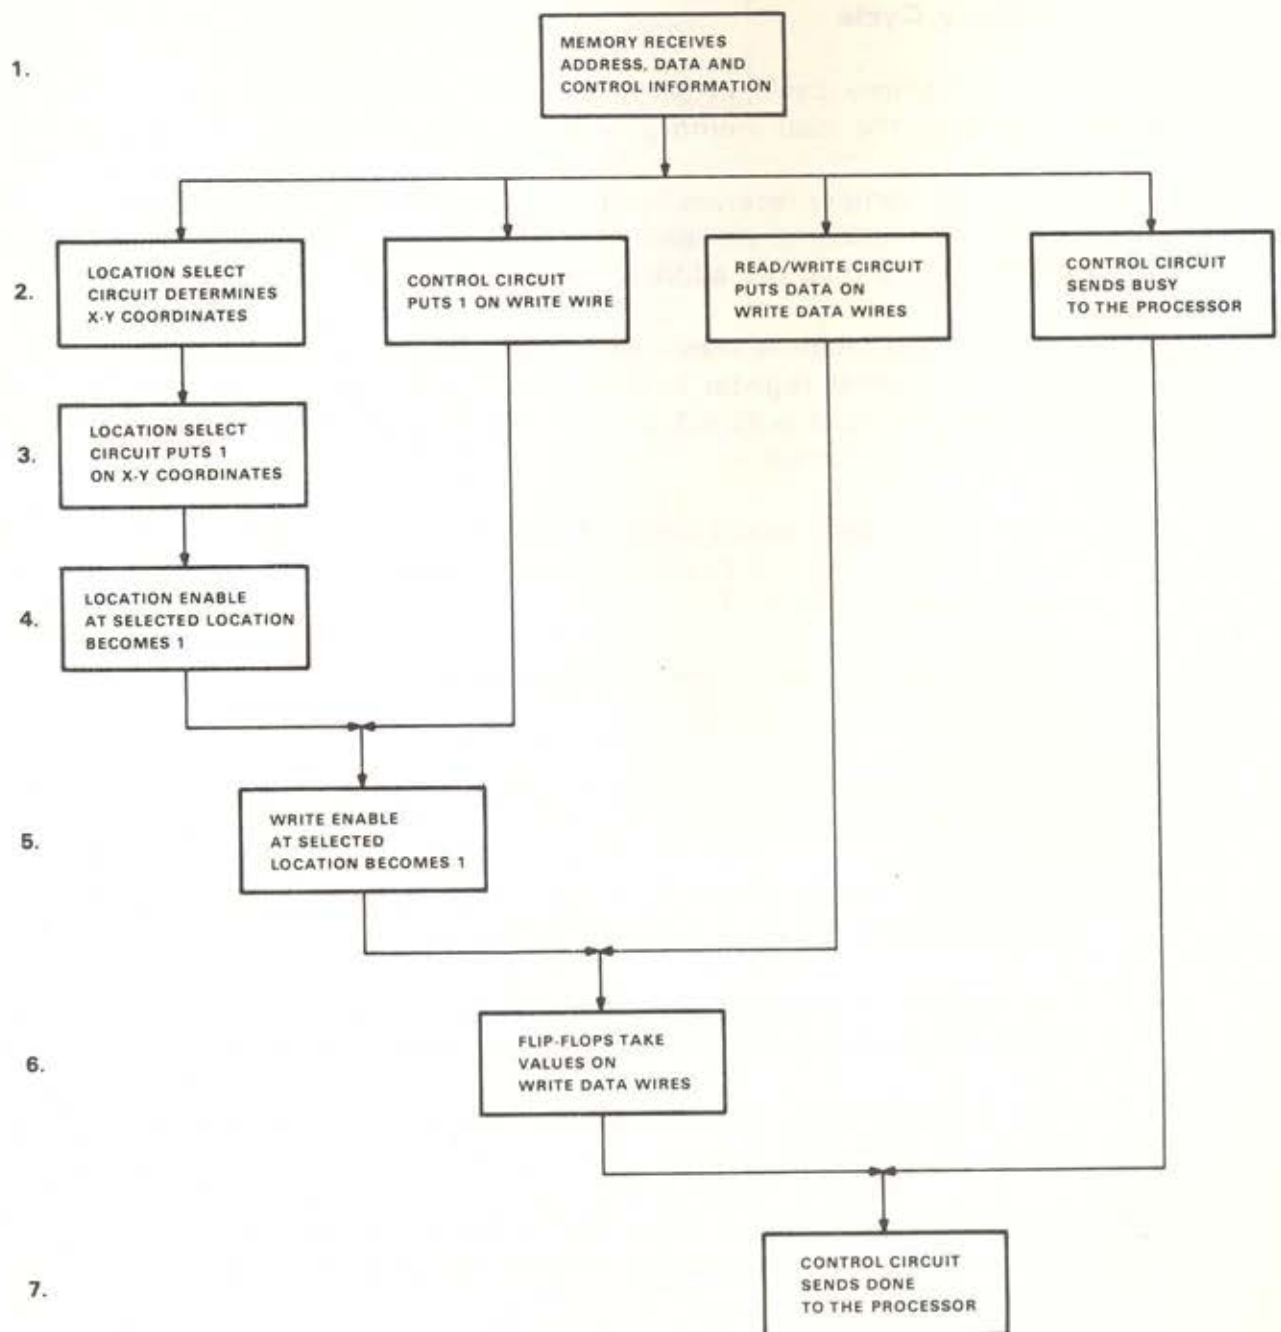 1.
MEMORY RECEIVES
ADDRESS, DATA AND
CONTROL INFORMATION
2.
LOCATION SELECT
CIRCUIT DETERMINES
X-Y COORDINATES
CONTROL CIRCUIT
PUTS 1 ON WRITE WIRE
READ/WRITE CIRCUIT
PUTS DATA ON
WRITE DATA WIRES
CONTROL CIRCUIT
SENDS BUSY
TO THE PROCESSOR
3.
LOCATION SELECT
CIRCUIT PUTS 1
ON X-Y COORDINATES
4.
LOCATION ENABLE
AT SELECTED LOCATION
BECOMES 1
5.
WRITE ENABLE
AT SELECTED
LOCATION BECOMES 1
6.
FLIP-FLOPS TAKE
VALUES ON
WRITE DATA WIRES
7.
CONTROL CIRCUIT
SENDS DONE
TO THE PROCESSOR